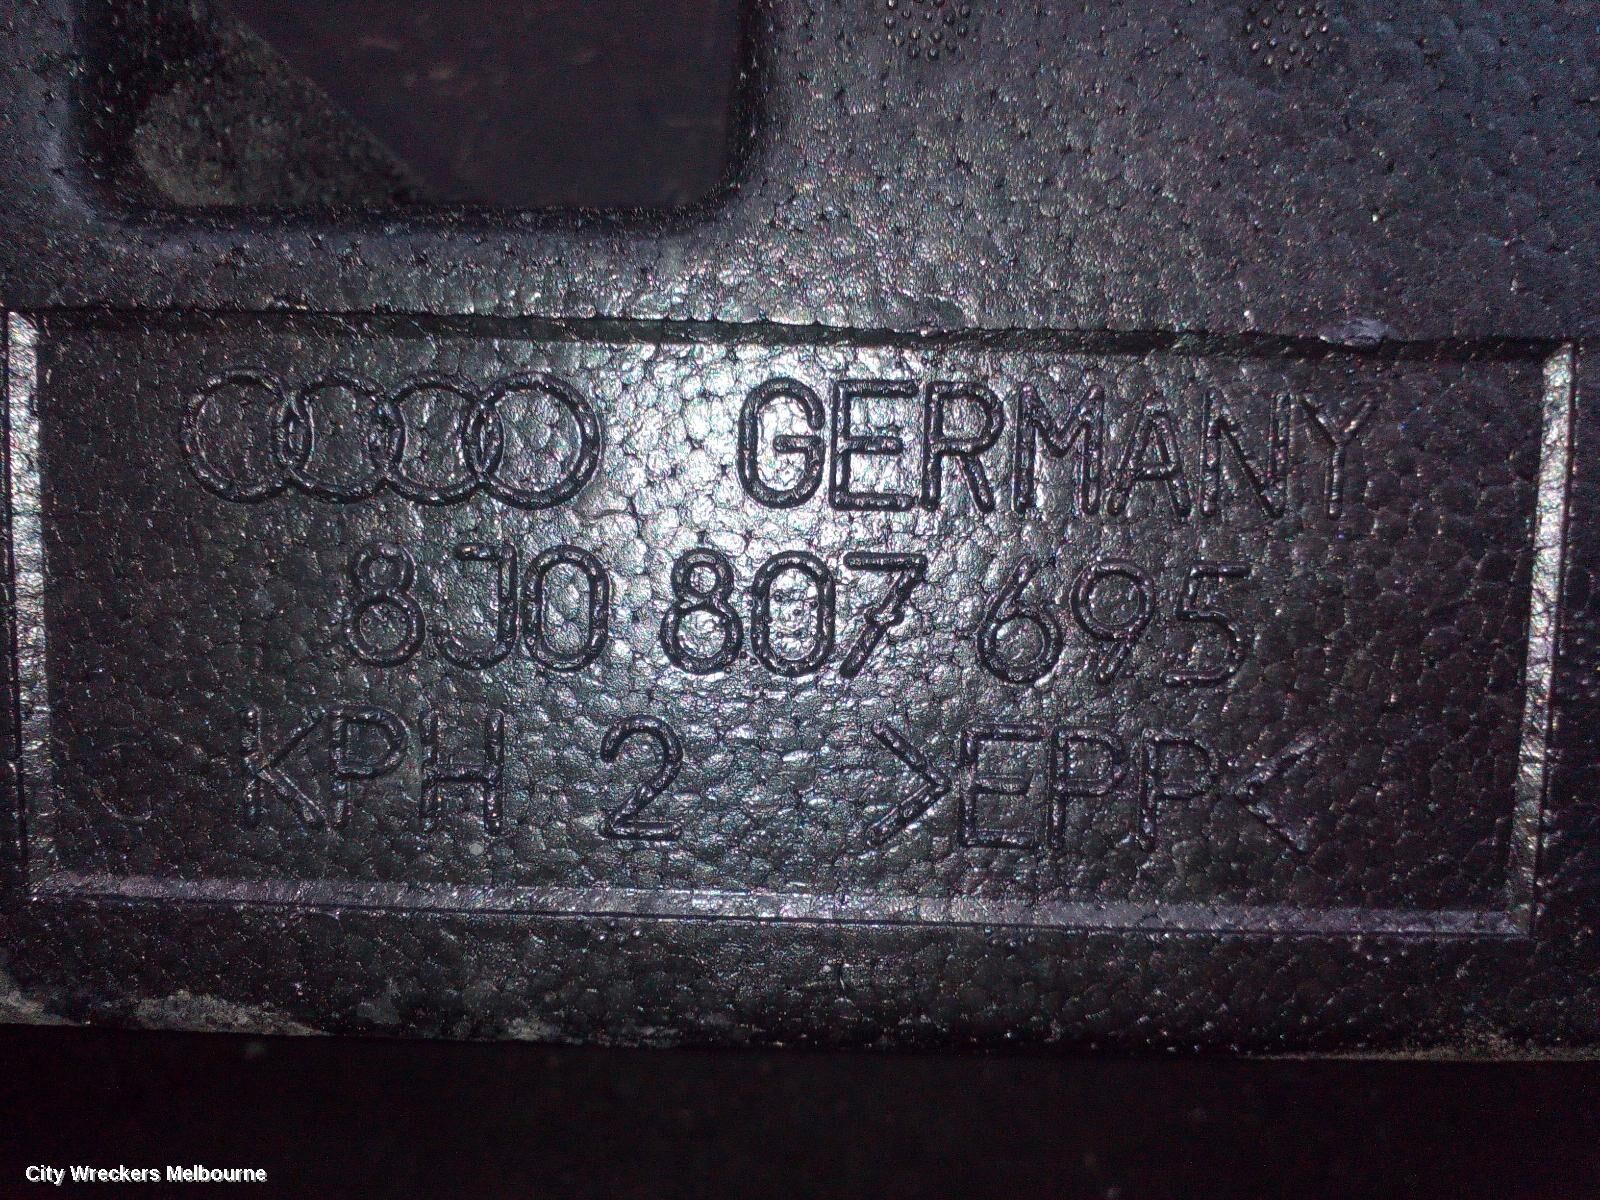 GERMANY
8J0 807 695
KPH 2 >EPP<
City Wreckers Melbourne